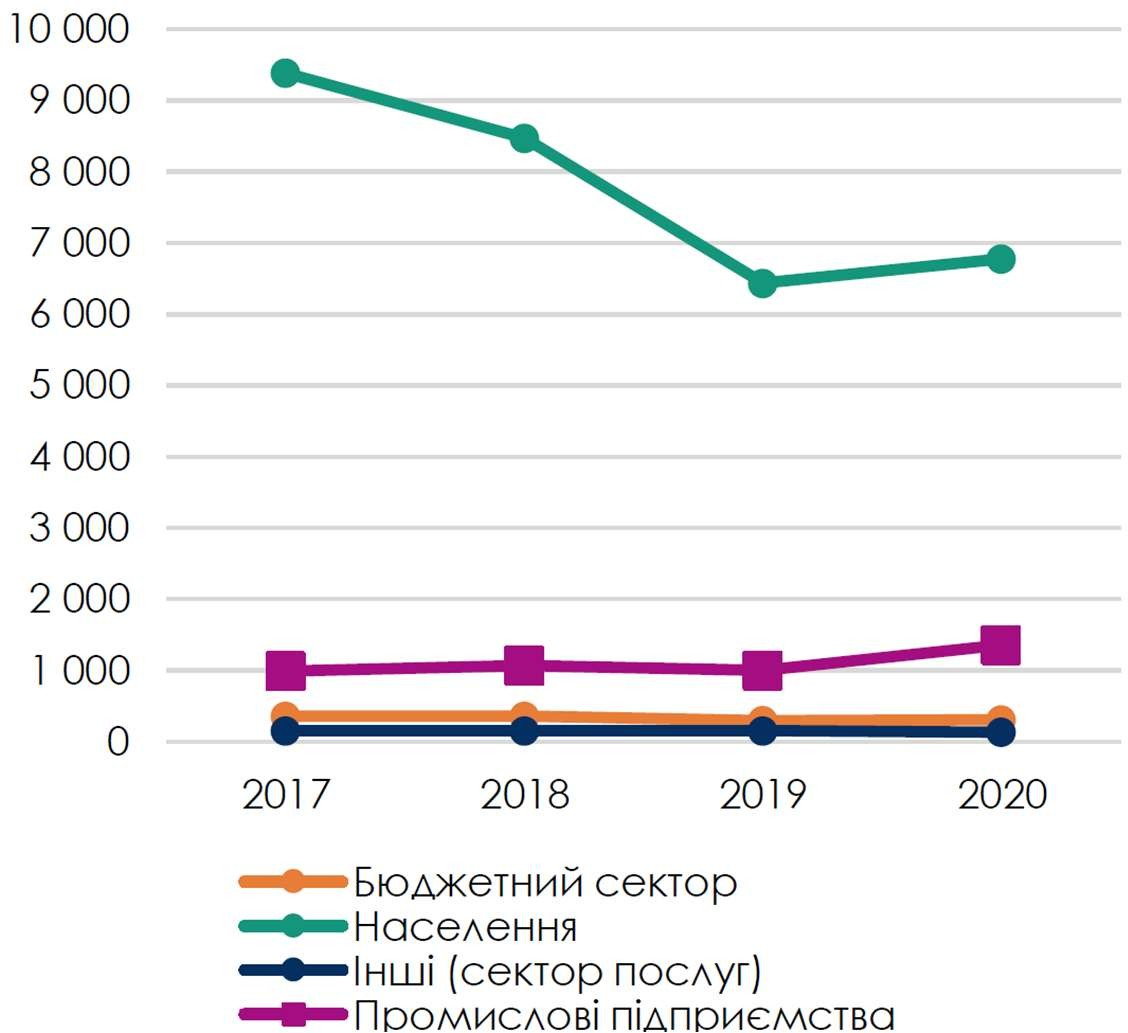 10 000
9 000
8 000
7 000
6 000
5 000
4 000
3 000
2 000
1 000
0
2017 2018 2019 2020
Бюджетний сектор
Населення
Інші (сектор послуг)
Промислові підприємства